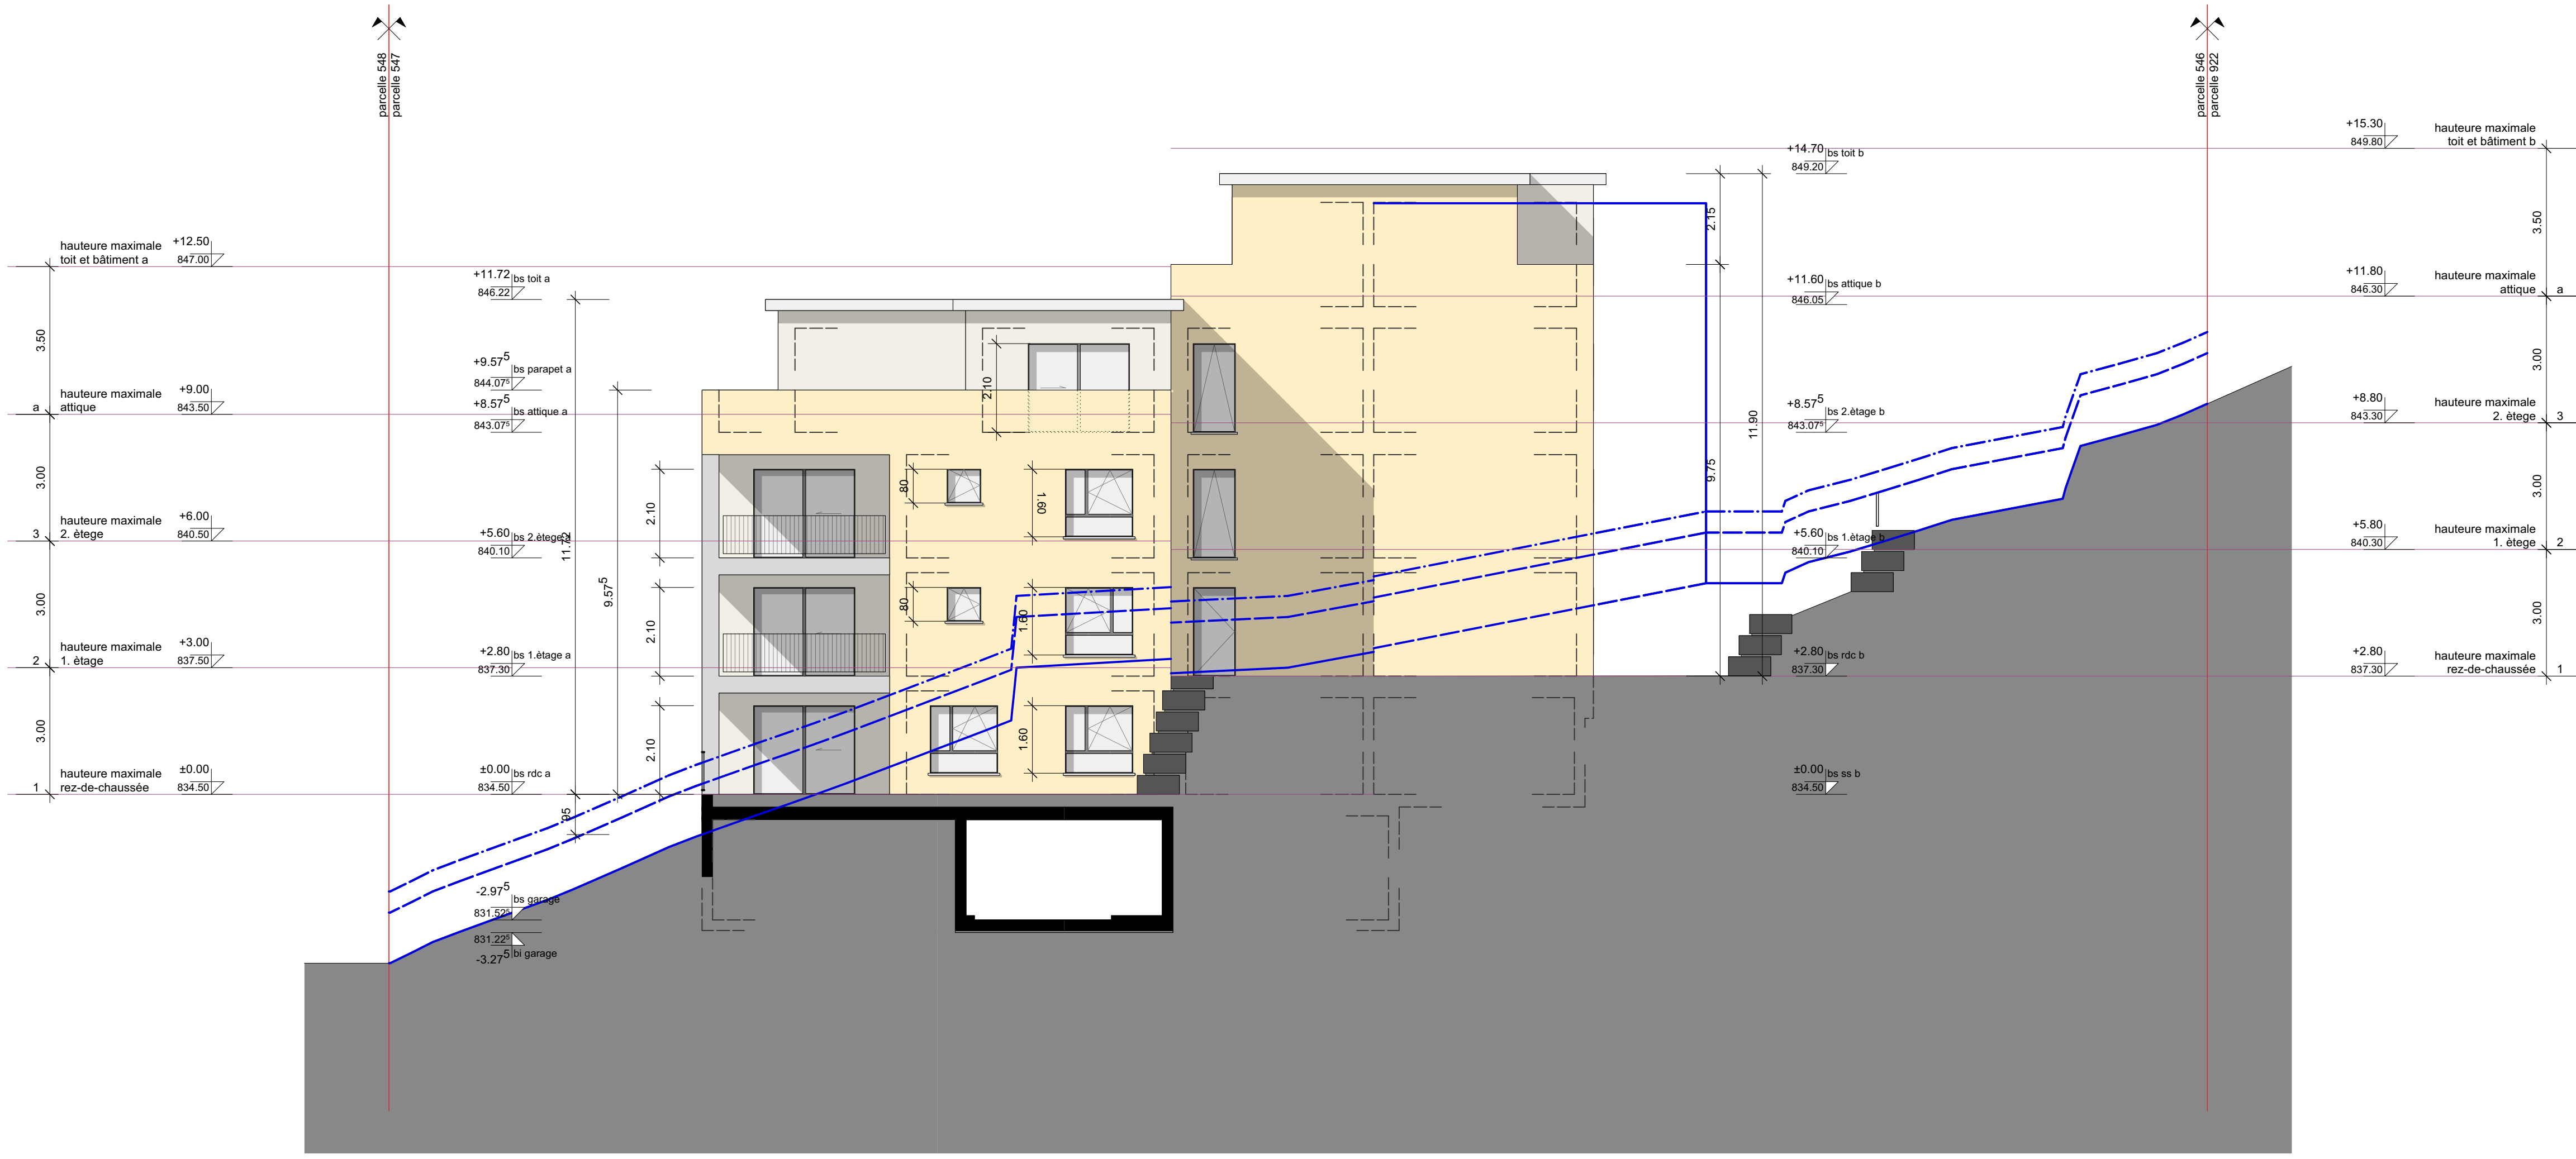 parcelle 548
parcelle 547
parcelle 546
parcelle 922
hauteure maximale
toit et bâtiment a
+12.50
847.00
3.50
a
hauteure maximale
attique
+9.00
843.50
3.00
3
hauteure maximale
2. ètege
+6.00
840.50
3.00
2
hauteure maximale
1. ètage
+3.00
837.50
3.00
1
hauteure maximale
rez-de-chaussée
±0.00
834.50
+11.72
bs toit a
846.22
+9.57⁵
bs parapet a
844.07⁵
+8.57⁵
bs attique a
843.07⁵
+5.60
840.10
+2.80
bs 1.ètage a
837.30
±0.00
bs rdc a
834.50
-2.97⁵
bs garage
831.52⁵
831.22⁵
bi garage
-3.27⁵
11.72
95
9.57⁵
2.10
2.10
2.10
2.10
80
80
1.60
1.60
1.60
2.15
9.75
11.90
+14.70
bs toit b
849.20
+11.60
bs attique b
846.05
+8.57⁵
bs 2.ètage b
843.07⁵
+5.60
bs 1.ètage b
840.10
+2.80
bs rdc b
837.30
±0.00
bs ss b
834.50
+15.30
849.80
hauteure maximale
toit et bâtiment b
3.50
+11.80
846.30
hauteure maximale
attique
a
3.00
+8.80
843.30
hauteure maximale
2. ètege
3
3.00
+5.80
840.30
hauteure maximale
1. ètege
2
3.00
+2.80
837.30
hauteure maximale
rez-de-chaussée
1